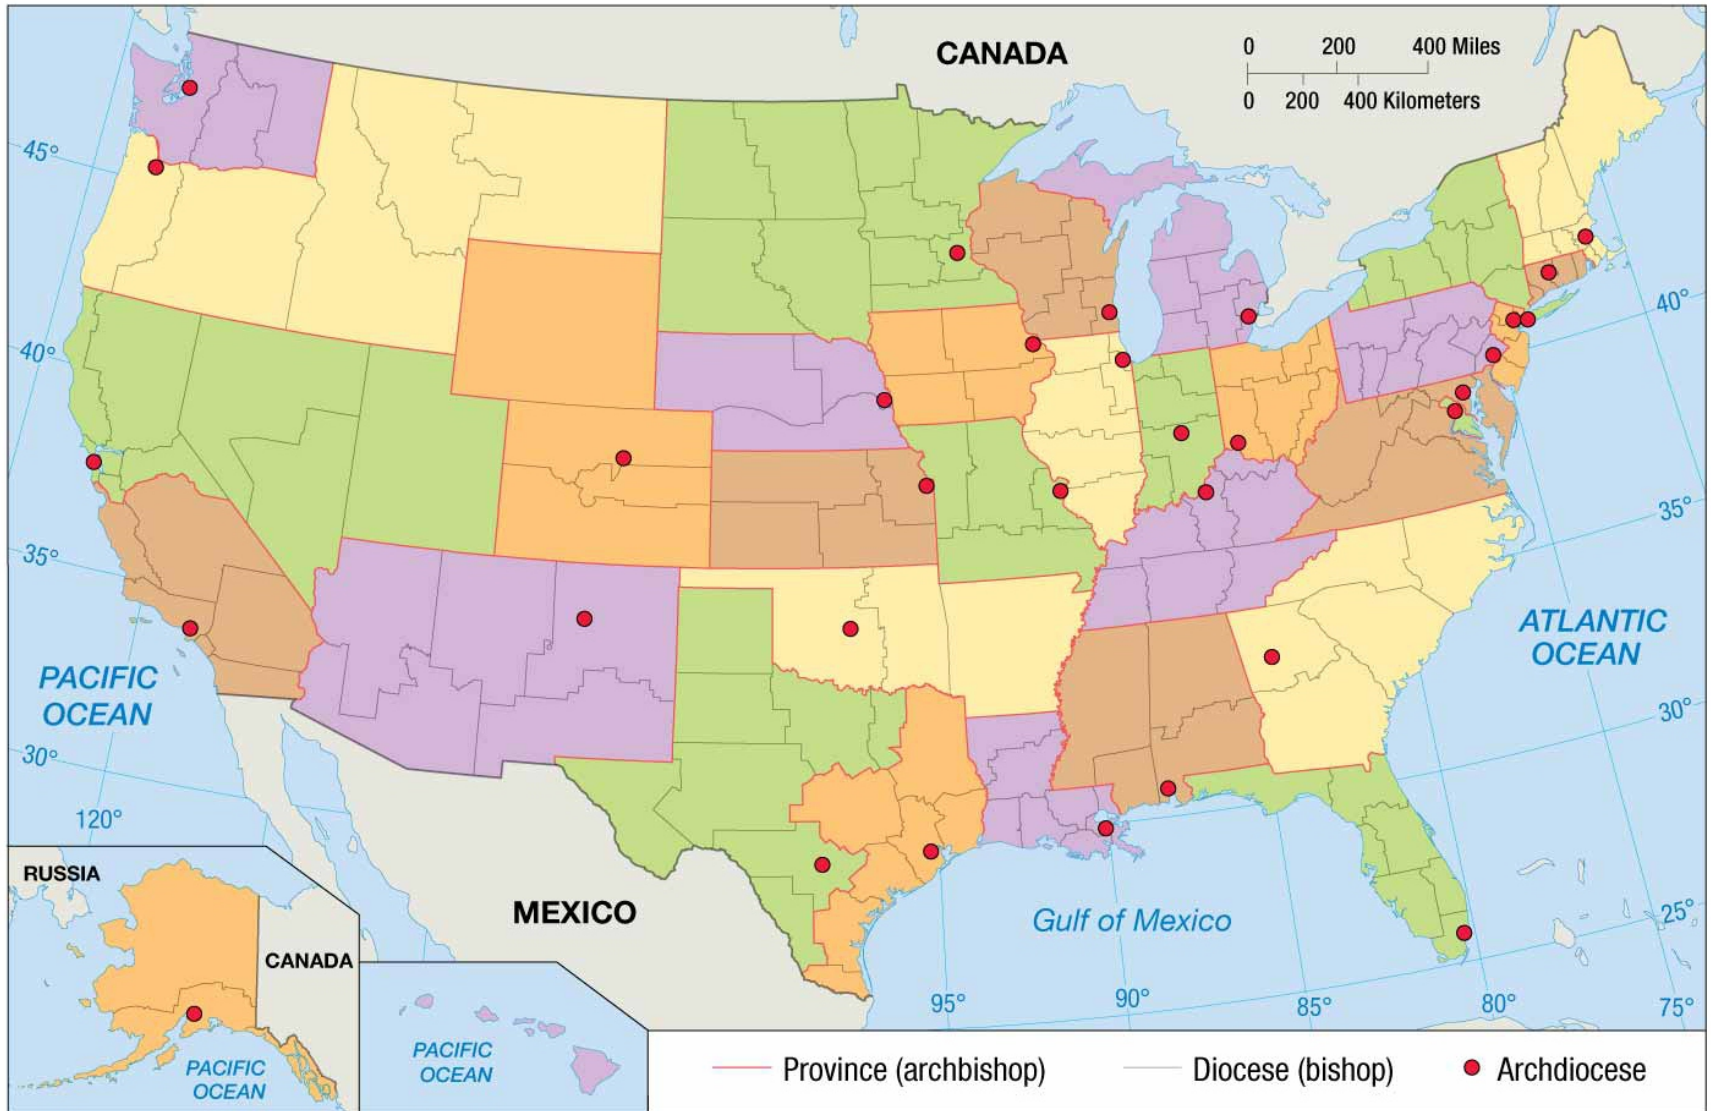 CANADA
0 200 400 Miles
0 200 400 Kilometers
45°
40°
35°
30°
120°
40°
35°
30°
25°
PACIFIC
OCEAN
ATLANTIC
OCEAN
MEXICO
Gulf of Mexico
95°
90°
85°
80°
75°
RUSSIA
CANADA
PACIFIC
OCEAN
PACIFIC
OCEAN
Province (archbishop)
Diocese (bishop)
Archdiocese